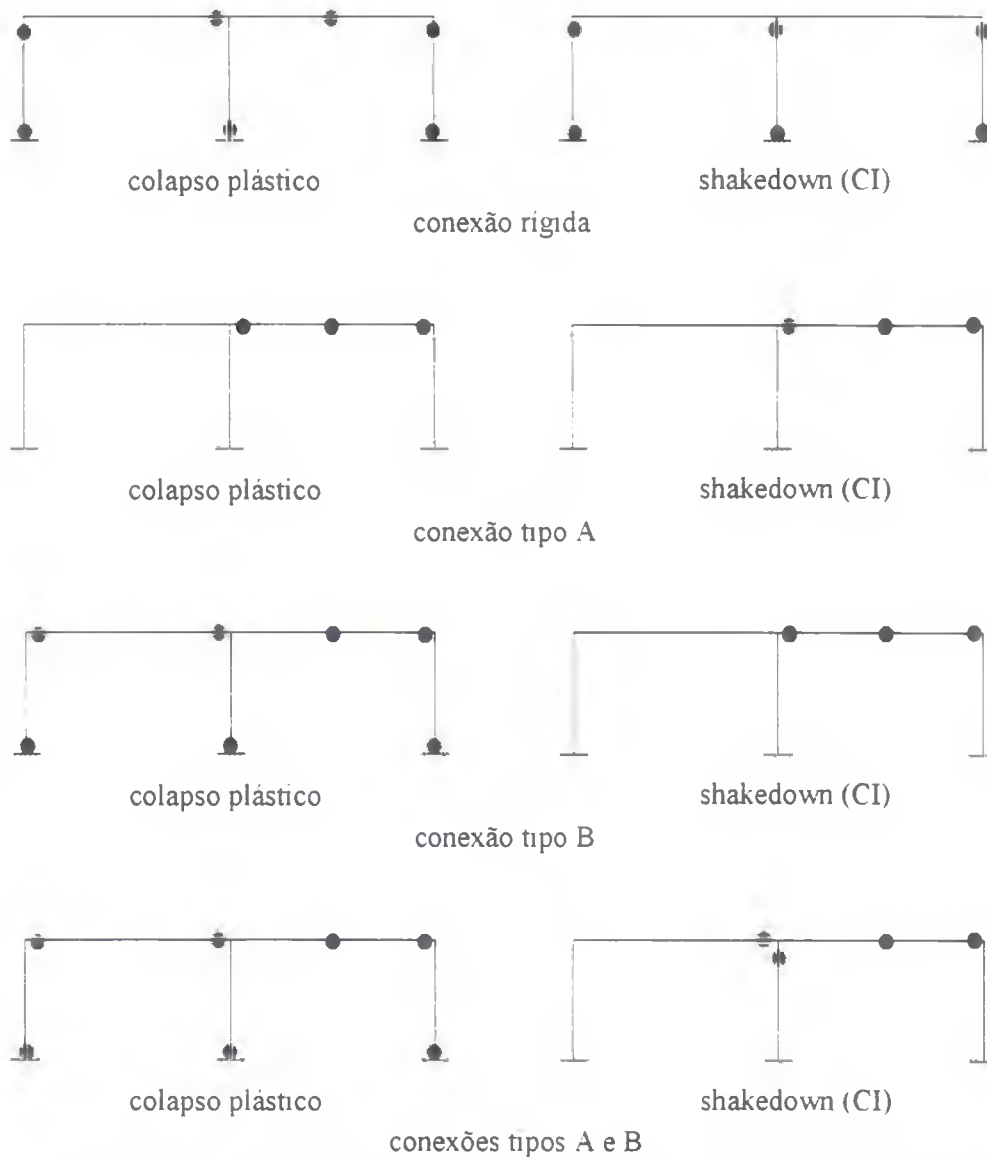 colapso plástico
shakedown (CI)
conexão rígida
colapso plástico
shakedown (CI)
conexão tipo A
colapso plástico
shakedown (CI)
conexão tipo B
colapso plástico
shakedown (CI)
conexões tipos A e B